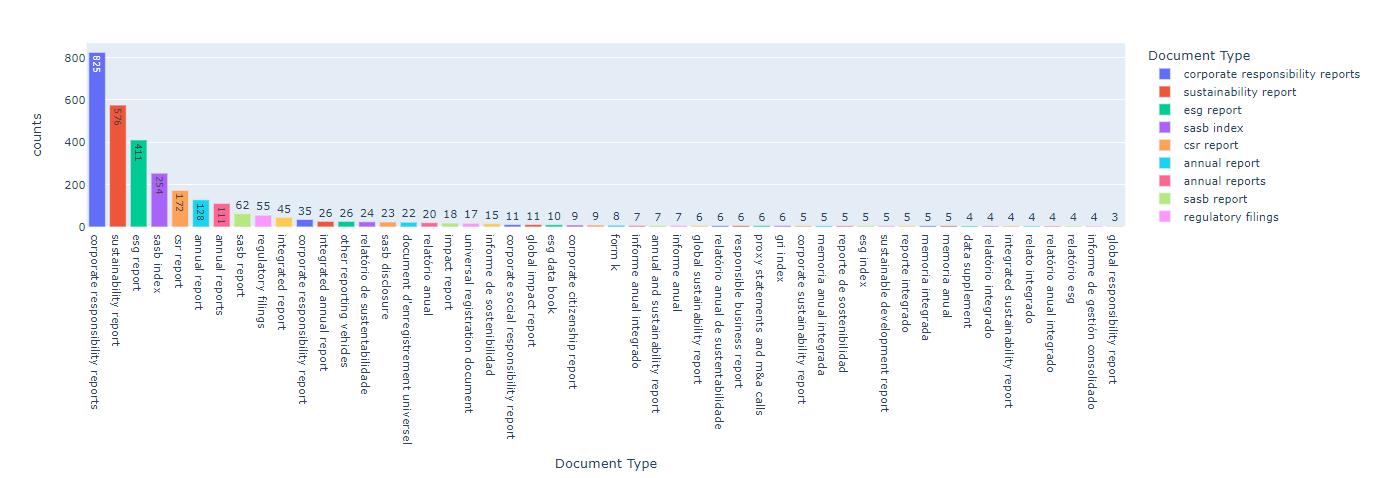 800
600
400
200
0
counts
825
576
411
254
172
128
111
62
55
45
35
26
26
24
23
22
20
18
17
15
11
11
10
9
9
8
7
7
7
6
6
6
6
6
5
5
5
5
5
5
5
5
4
4
4
4
4
4
4
3
corporate responsibility reports
sustainability report
esg report
sasb index
csr report
annual report
annual reports
sasb report
regulatory filings
integrated report
corporate responsibility report
integrated annual report
other reporting vehicles
relatório de sustentabilidade
sasb disclosure
document d'enregistrement universel
relatório anual
impact report
universal registration document
informe de sostenibilidad
corporate social responsibility report
global impact report
esg data book
corporate citizenship report
form k
informe anual integrado
annual and sustainability report
informe anual
global sustainability report
relatório anual de sustentabilidade
responsible business report
proxy statements and m&a calls
gri index
corporate sustainability report
memoria anual integrada
reporte de sostenibilidad
esg index
sustainable development report
reporte integrado
memoria integrada
memoria anual
data supplement
relatório integrado
integrated sustainability report
relato integrado
relatório anual integrado
relatório esg
informe de gestión consolidado
global responsibility report
Document Type
Document Type
corporate responsibility reports
sustainability report
esg report
sasb index
csr report
annual report
annual reports
sasb report
regulatory filings